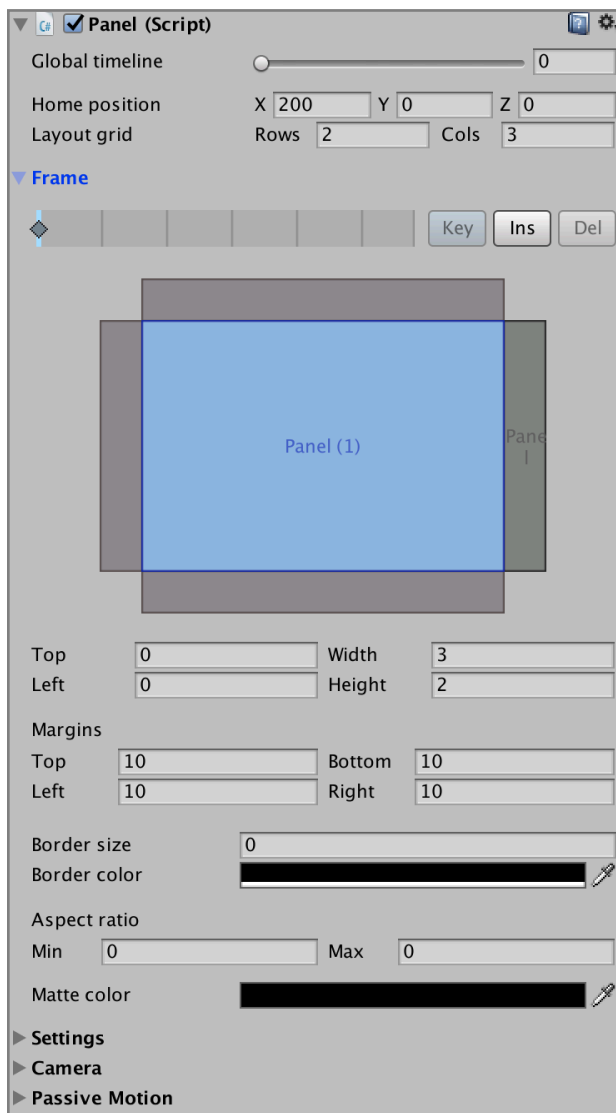 C# Panel (Script)
Global timeline 0
Home position X 200 Y 0 Z 0
Layout grid Rows 2 Cols 3
Frame
Key Ins Del
Panel (1)
Pane
l
Top 0 Width 3
Left 0 Height 2
Margins
Top 10 Bottom 10
Left 10 Right 10
Border size 0
Border color
Aspect ratio
Min 0 Max 0
Matte color
Settings
Camera
Passive Motion